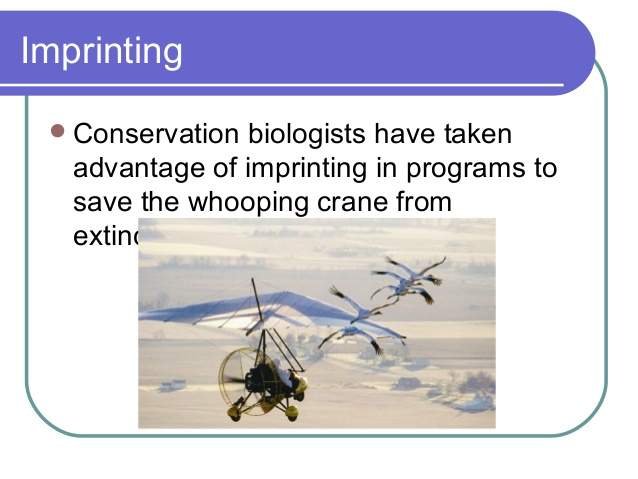 Imprinting
Conservation biologists have taken
advantage of imprinting in programs to
save the whooping crane from